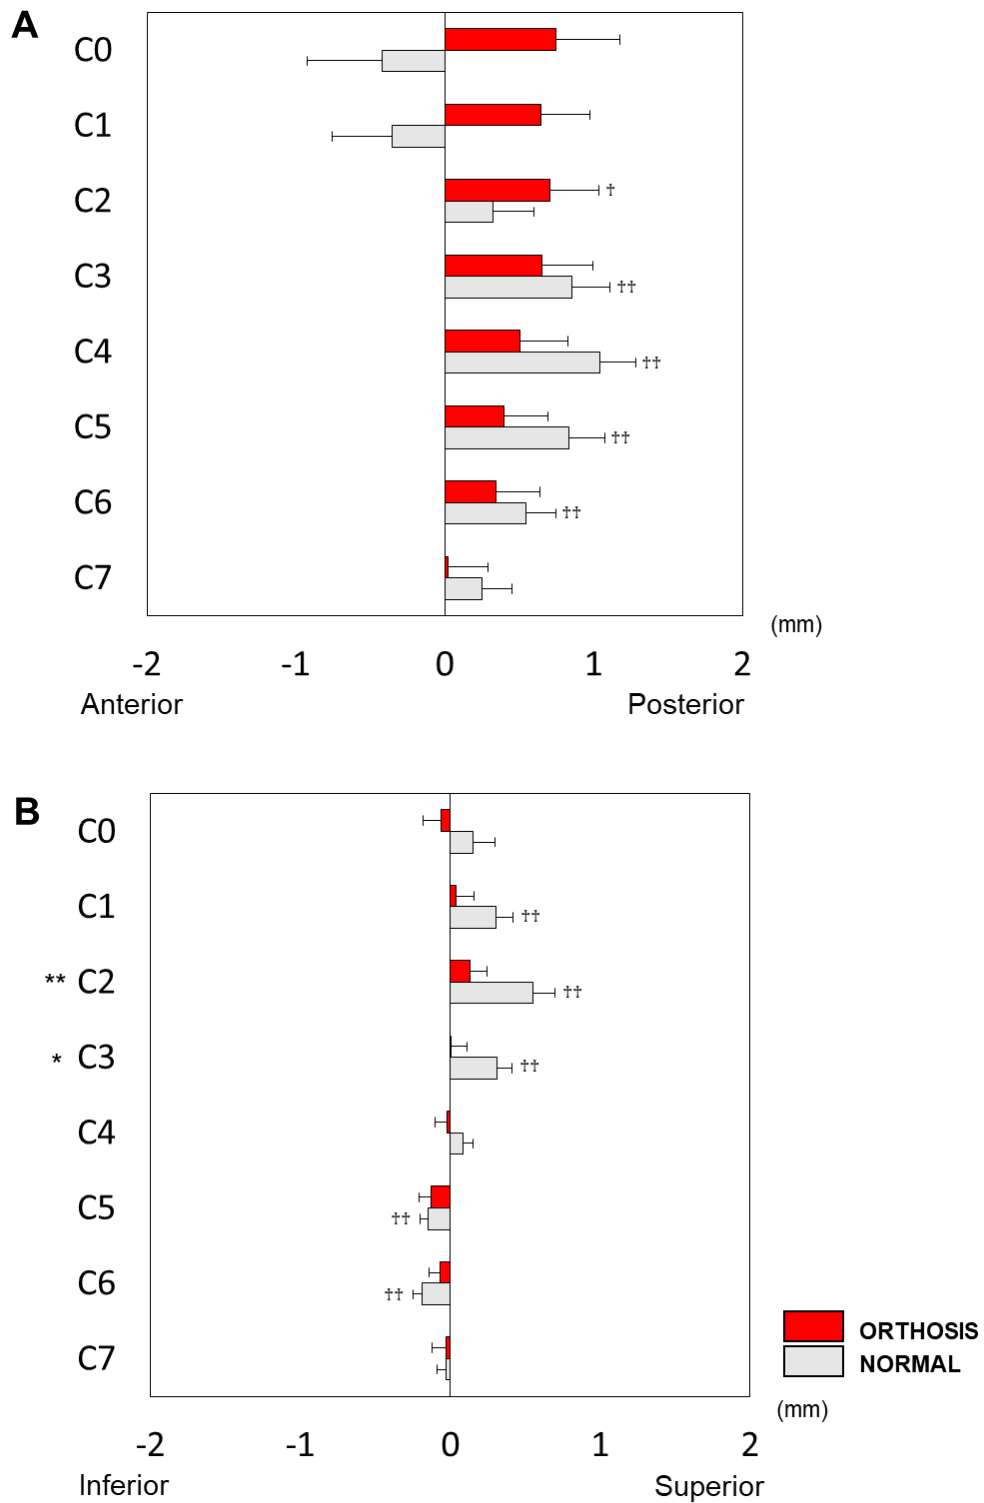 A
C0
C1
C2 †
C3 ††
C4 ††
C5 ††
C6 ††
C7
(mm)
-2 -1 0 1 2
Anterior Posterior
B
C0
C1 ††
** C2 ††
* C3 ††
C4
C5 ††
C6 ††
C7
ORTHOSIS
NORMAL
(mm)
-2 -1 0 1 2
Inferior Superior